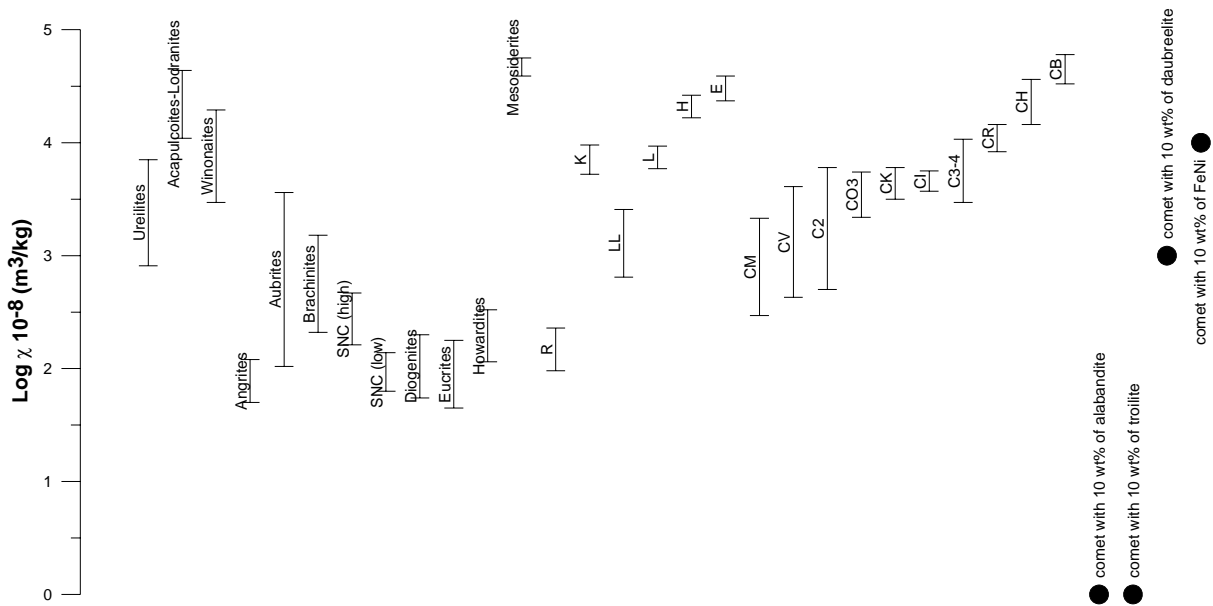 Log χ 10-8 (m3/kg)
5
4
3
2
1
0
Ureilites
Acapulcoites-Lodranites
Winonaites
Angrites
Aubrites
Brachinites
SNC (high)
SNC (low)
Diogenites
Eucrites
Howardites
Mesosiderites
R
K
LL
L
H
E
CM
CV
C2
CO3
CK
CI
C3-4
CR
CH
CB
comet with 10 wt% of alabandite
comet with 10 wt% of troilite
comet with 10 wt% of daubreelite
comet with 10 wt% of FeNi